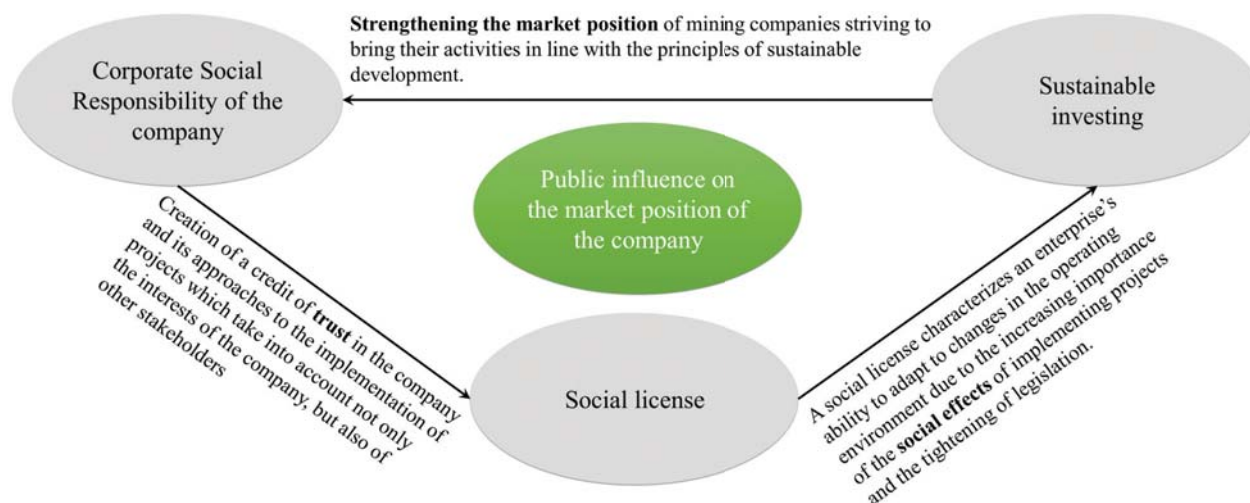 Strengthening the market position of mining companies striving to
bring their activities in line with the principles of sustainable
development.
Corporate Social
Responsibility of the
company
Sustainable
investing
Public influence on
the market position of
the company
Creation of a credit of trust in the company
and its approaches to the implementation of
projects which take into account not only
the interests of the company, but also of
other stakeholders
Social license
A social license characterizes an enterprise’s
ability to adapt to changes in the operating
environment due to the increasing importance
of the social effects of implementing projects
and the tightening of legislation.